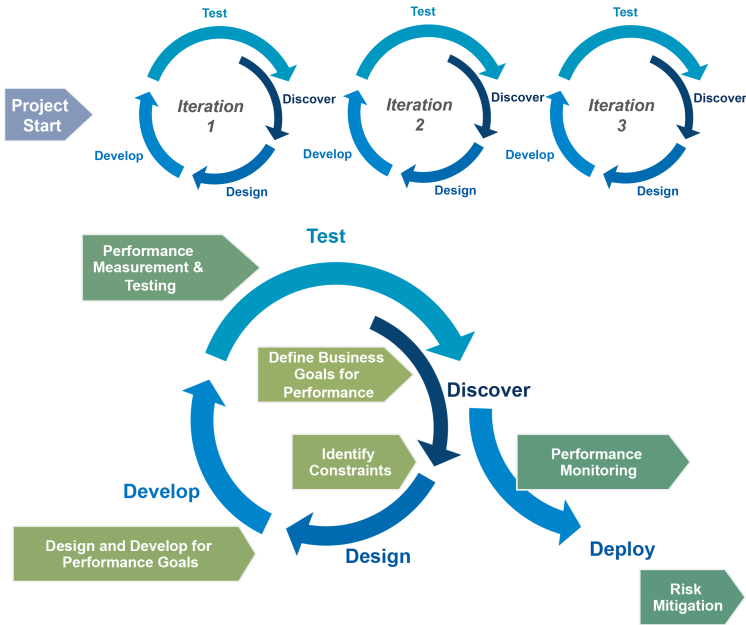 Test
Test
Test
Project
Start
Iteration
1
Discover
Develop
Design
Iteration
2
Discover
Develop
Design
Iteration
3
Discover
Develop
Design
Test
Performance
Measurement &
Testing
Define Business
Goals for
Performance
Discover
Identify
Constraints
Performance
Monitoring
Develop
Design and Develop for
Performance Goals
Design
Deploy
Risk
Mitigation